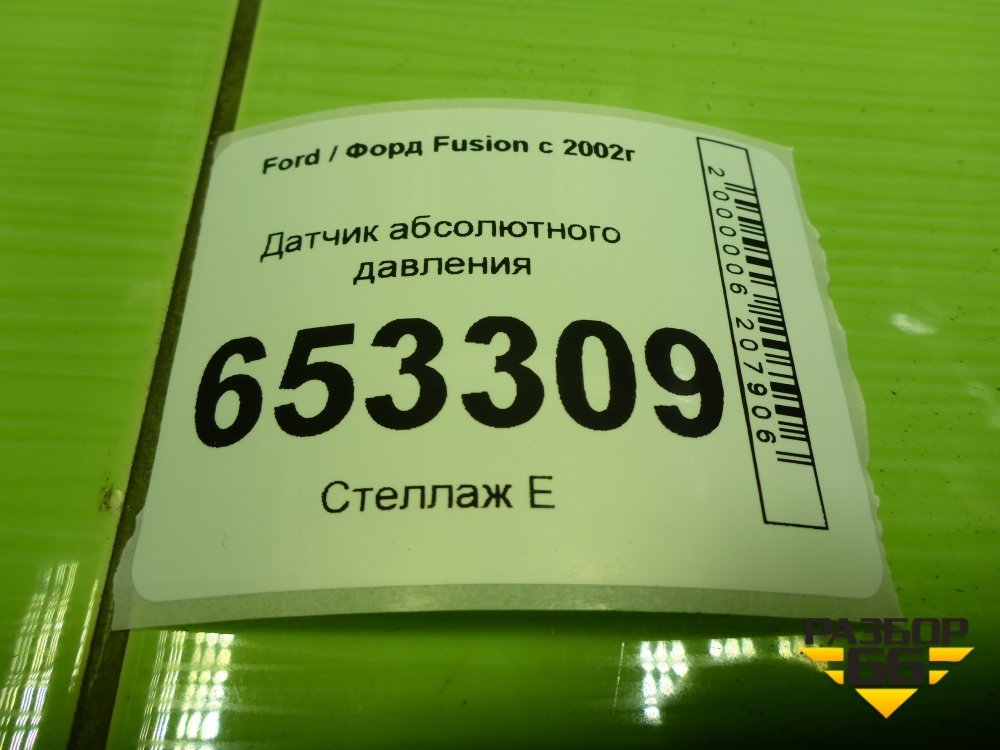 Ford / Форд Fusion с 2002г
Датчик абсолютного
давления
653309
Стеллаж Е
2000006207906
РАЗБОР
66